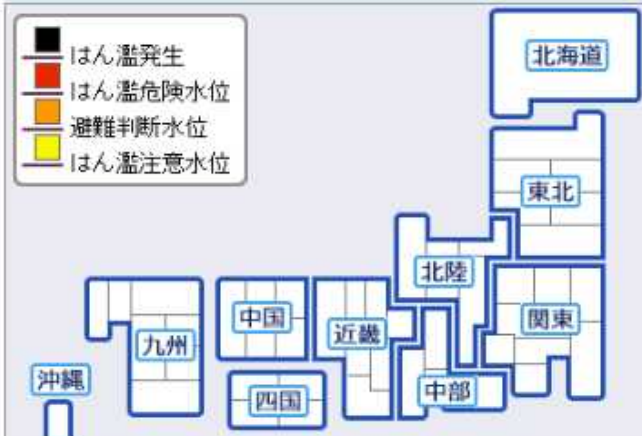 はん濫発生
はん濫危険水位
避難判断水位
はん濫注意水位
北海道
東北
北陸
関東
中国
近畿
九州
中部
沖縄
四国